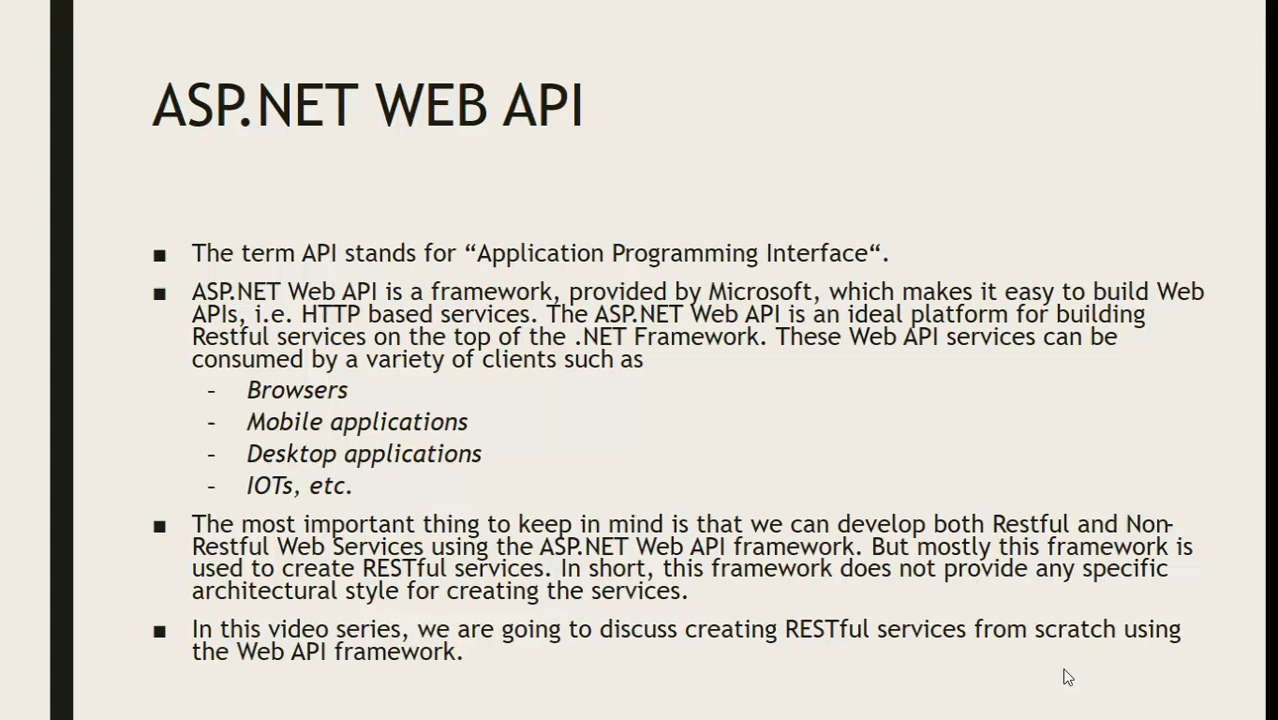 ASP.NET WEB API
▪ The term API stands for “Application Programming Interface“.
▪ ASP.NET Web API is a framework, provided by Microsoft, which makes it easy to build Web
APIs, i.e. HTTP based services. The ASP.NET Web API is an ideal platform for building
Restful services on the top of the .NET Framework. These Web API services can be
consumed by a variety of clients such as
- Browsers
- Mobile applications
- Desktop applications
- IOTs, etc.
▪ The most important thing to keep in mind is that we can develop both Restful and Non-
Restful Web Services using the ASP.NET Web API framework. But mostly this framework is
used to create RESTful services. In short, this framework does not provide any specific
architectural style for creating the services.
▪ In this video series, we are going to discuss creating RESTful services from scratch using
the Web API framework.